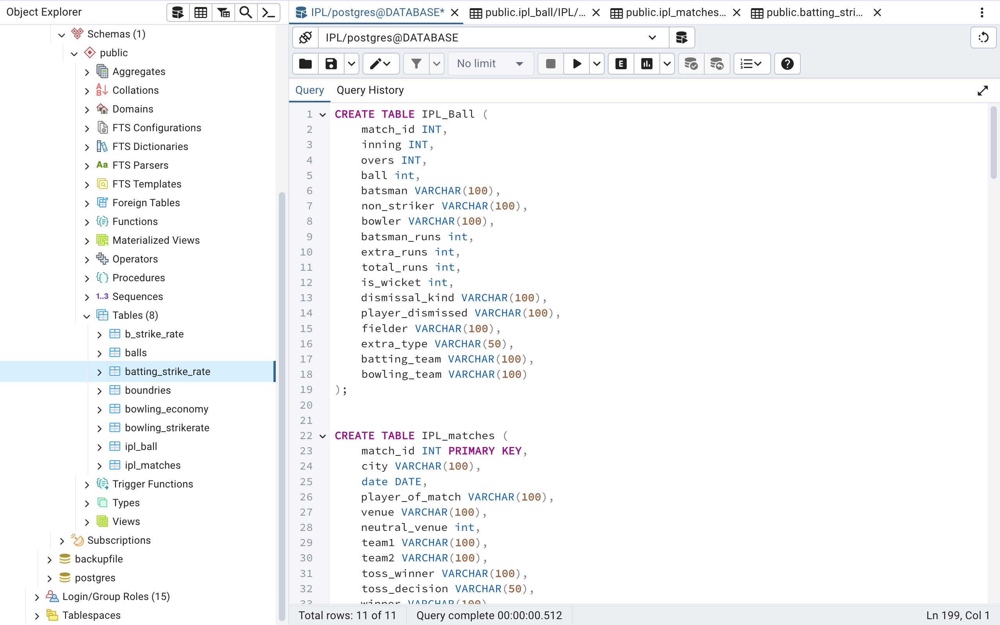 Object Explorer
Schemas (1)
public
Aggregates
Collations
Domains
FTS Configurations
FTS Dictionaries
Aa FTS Parsers
FTS Templates
Foreign Tables
Functions
Materialized Views
Operators
Procedures
1..3 Sequences
Tables (8)
b_strike_rate
balls
batting_strike_rate
boundries
bowling_economy
bowling_strikerate
ipl_ball
ipl_matches
Trigger Functions
Types
Views
Subscriptions
backupfile
postgres
Login/Group Roles (15)
Tablespaces
IPL/postgres@DATABASE* public.ipl_ball/IPL/... public.ipl_matches... public.batting_stri...
IPL/postgres@DATABASE
No limit
E
Query Query History
1 CREATE TABLE IPL_Ball (
2 match_id INT,
3 inning INT,
4 overs INT,
5 ball int,
6 batsman VARCHAR(100),
7 non_striker VARCHAR(100),
8 bowler VARCHAR(100),
9 batsman_runs int,
10 extra_runs int,
11 total_runs int,
12 is_wicket int,
13 dismissal_kind VARCHAR(100),
14 player_dismissed VARCHAR(100),
15 fielder VARCHAR(100),
16 extra_type VARCHAR(50),
17 batting_team VARCHAR(100),
18 bowling_team VARCHAR(100)
19 );
20
21
22 CREATE TABLE IPL_matches (
23 match_id INT PRIMARY KEY,
24 city VARCHAR(100),
25 date DATE,
26 player_of_match VARCHAR(100),
27 venue VARCHAR(100),
28 neutral_venue int,
29 team1 VARCHAR(100),
30 team2 VARCHAR(100),
31 toss_winner VARCHAR(100),
32 toss_decision VARCHAR(50),
33 winner VARCHAR(100)
Total rows: 11 of 11 Query complete 00:00:00.512 Ln 199, Col 1